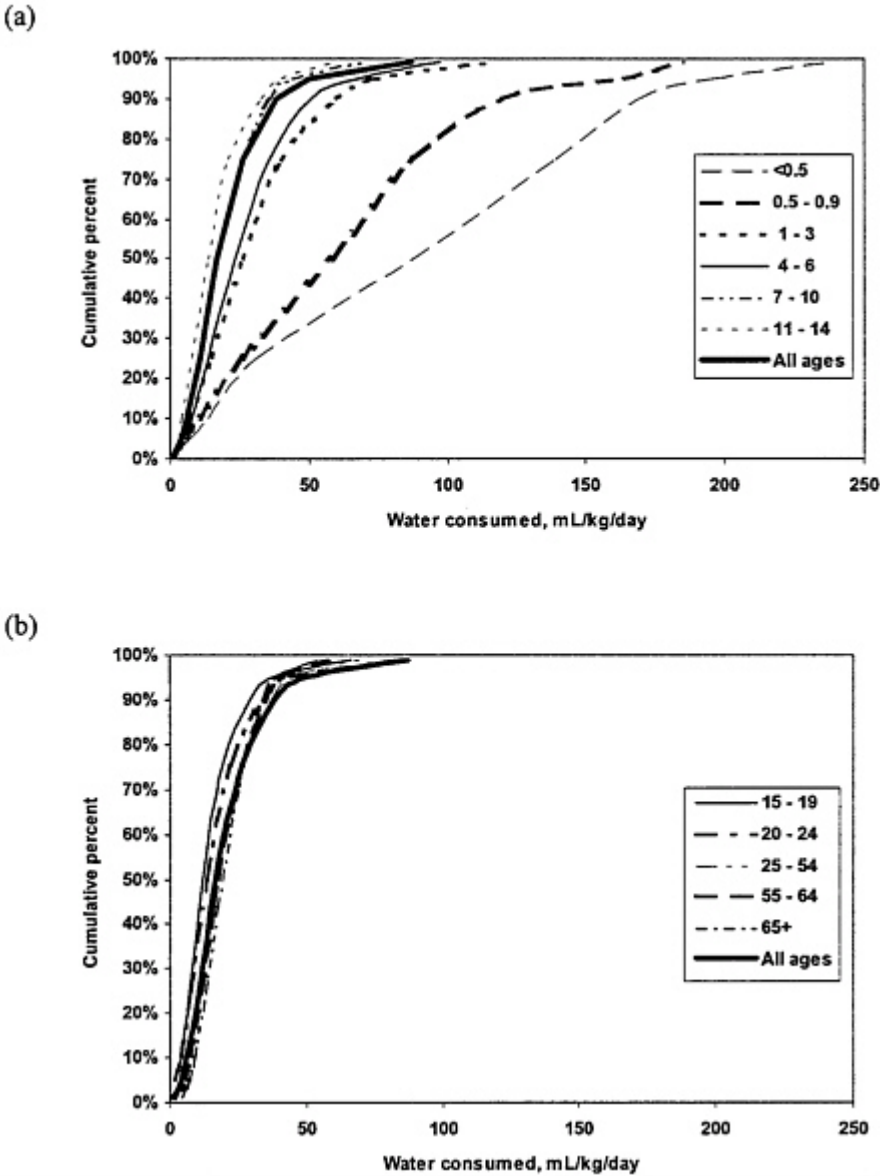 (a)
100%
90%
80%
70%
60%
50%
40%
30%
20%
10%
0%
Cumulative percent
0 50 100 150 200 250
Water consumed, mL/kg/day
<0.5
0.5 - 0.9
1 - 3
4 - 6
7 - 10
11 - 14
All ages
(b)
100%
90%
80%
70%
60%
50%
40%
30%
20%
10%
0%
Cumulative percent
0 50 100 150 200 250
Water consumed, mL/kg/day
15 - 19
20 - 24
25 - 54
55 - 64
65+
All ages